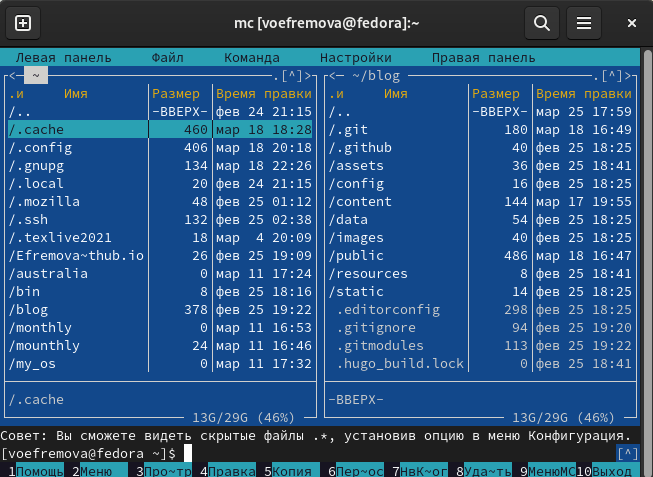 mc [voefremova@fedora]:~
Левая панель Файл Команда Настройки Правая панель
<─ ~ .[^]> <─ ~/blog .[^]>
.и Имя Размер Время правки .и Имя Размер Время правки
/.. -ВВЕРХ- фев 24 21:15 /.. -ВВЕРХ- мар 25 17:59
/.cache 460 мар 18 18:28 /.git 180 мар 18 16:49
/.config 406 мар 18 20:18 /.github 40 фев 25 18:25
/.gnupg 134 мар 18 22:26 /assets 36 фев 25 18:41
/.local 20 фев 24 21:15 /config 16 фев 25 18:25
/.mozilla 48 фев 25 01:12 /content 144 мар 17 19:55
/.ssh 132 фев 25 02:38 /data 54 фев 25 18:25
/.texlive2021 18 мар 4 20:09 /images 40 фев 25 18:25
/Efremova~thub.io 26 фев 25 19:09 /public 486 мар 18 16:47
/australia 0 мар 11 17:24 /resources 8 фев 25 18:41
/bin 8 фев 25 18:16 /static 14 фев 25 18:25
/blog 378 фев 25 19:22 .editorconfig 298 фев 25 18:25
/monthly 0 мар 11 16:53 .gitignore 94 фев 25 19:20
/mounthly 24 мар 11 16:46 .gitmodules 113 фев 25 19:22
/my_os 0 мар 11 17:32 .hugo_build.lock 0 фев 25 18:41
/.cache -ВВЕРХ-
13G/29G (46%) 13G/29G (46%)
Совет: Вы сможете видеть скрытые файлы .*, установив опцию в меню Конфигурация.
[voefremova@fedora ~]$ [^]
1Помощь 2Меню 3Про~тр 4Правка 5Копия 6Пер~ос 7НвК~ог 8Уда~ть 9МенюMC 10Выход